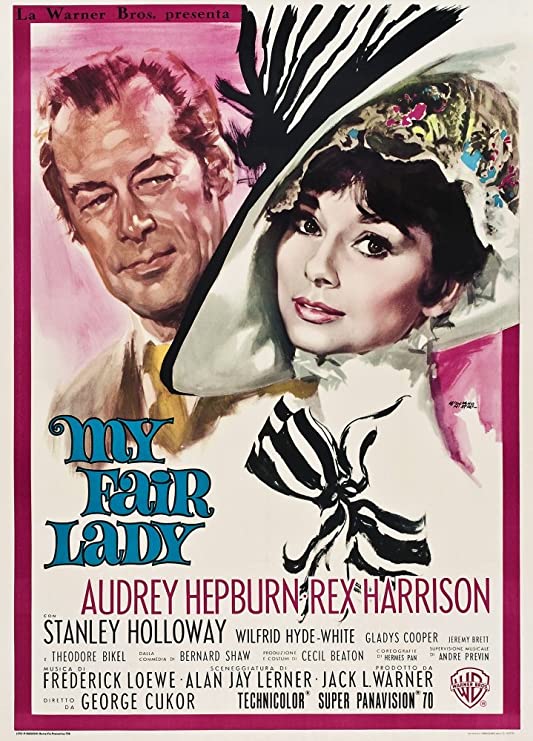 La Warner Bros. presenta
MY
FAIR
LADY
AUDREY HEPBURN REX HARRISON
CON
STANLEY HOLLOWAY WILFRID HYDE-WHITE GLADYS COOPER JEREMY BRETT
E THEODORE BIKEL DALLA COMMEDIA DI BERNARD SHAW PRODUZIONE E COSTUMI DI CECIL BEATON COREOGRAFIE DI HERMES PAN SUPERVISIONE MUSICALE DI ANDRE PREVIN
MUSICA DI FREDERICK LOEWE · SCENEGGIATURA DI ALAN JAY LERNER · PRODOTTO DA JACK L. WARNER
DIRETTO DA GEORGE CUKOR TECHNICOLOR® SUPER PANAVISION® 70
WB
WARNER BROS.